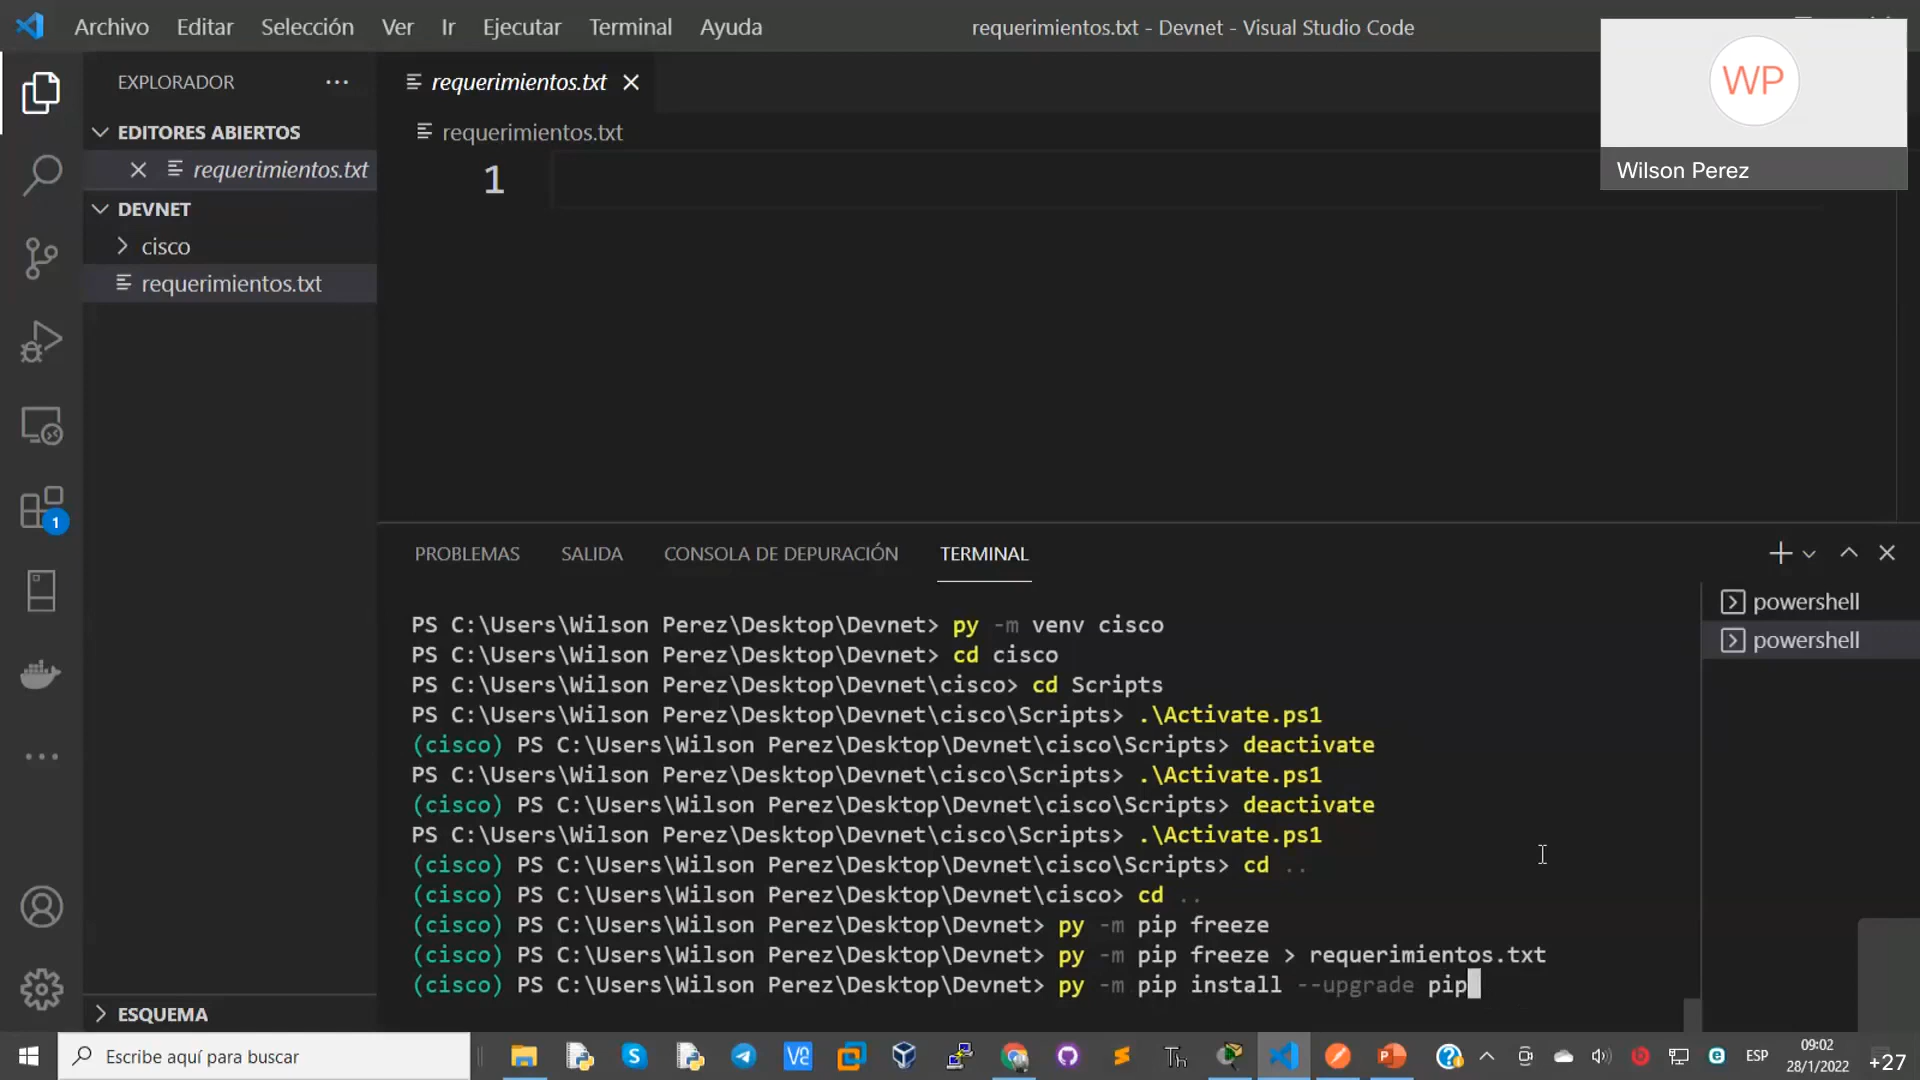 Archivo Editar Selección Ver Ir Ejecutar Terminal Ayuda
requerimientos.txt - Devnet - Visual Studio Code
WP
Wilson Perez
EXPLORADOR
EDITORES ABIERTOS
requerimientos.txt
DEVNET
cisco
requerimientos.txt
ESQUEMA
1
requerimientos.txt
requerimientos.txt
1
PROBLEMAS SALIDA CONSOLA DE DEPURACIÓN TERMINAL
powershell
powershell
PS C:\Users\Wilson Perez\Desktop\Devnet> py -m venv cisco
PS C:\Users\Wilson Perez\Desktop\Devnet> cd cisco
PS C:\Users\Wilson Perez\Desktop\Devnet\cisco> cd Scripts
PS C:\Users\Wilson Perez\Desktop\Devnet\cisco\Scripts> .\Activate.ps1
(cisco) PS C:\Users\Wilson Perez\Desktop\Devnet\cisco\Scripts> deactivate
PS C:\Users\Wilson Perez\Desktop\Devnet\cisco\Scripts> .\Activate.ps1
(cisco) PS C:\Users\Wilson Perez\Desktop\Devnet\cisco\Scripts> deactivate
PS C:\Users\Wilson Perez\Desktop\Devnet\cisco\Scripts> .\Activate.ps1
(cisco) PS C:\Users\Wilson Perez\Desktop\Devnet\cisco\Scripts> cd ..
(cisco) PS C:\Users\Wilson Perez\Desktop\Devnet\cisco> cd ..
(cisco) PS C:\Users\Wilson Perez\Desktop\Devnet> py -m pip freeze
(cisco) PS C:\Users\Wilson Perez\Desktop\Devnet> py -m pip freeze > requerimientos.txt
(cisco) PS C:\Users\Wilson Perez\Desktop\Devnet> py -m pip install --upgrade pip
Escribe aquí para buscar
ESP
09:02
28/1/2022
+27